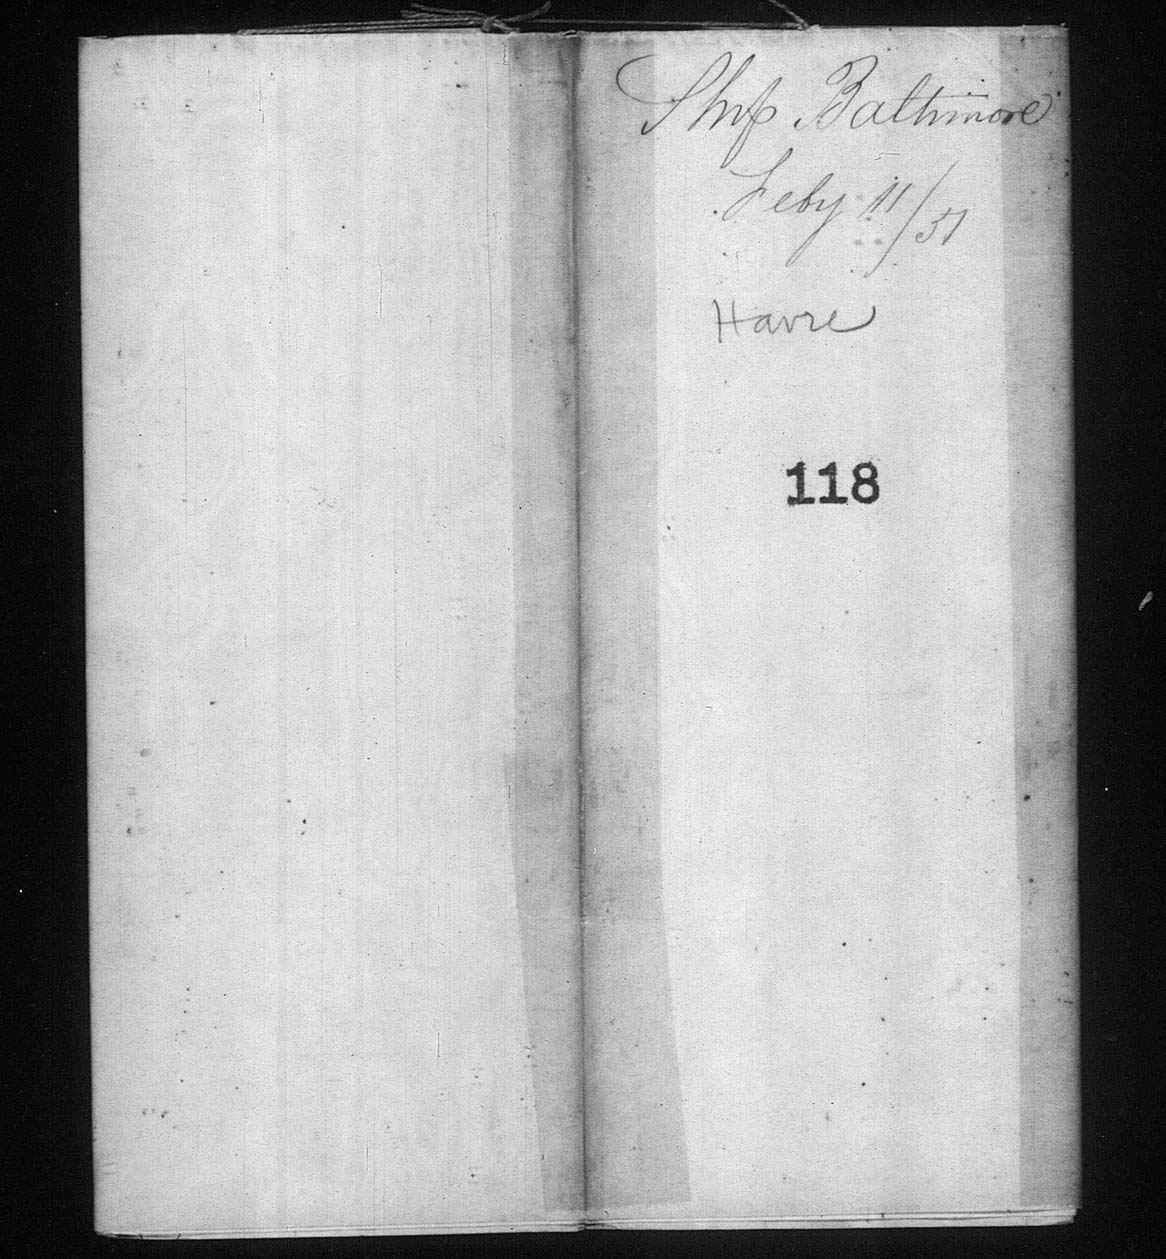 Ship Baltimore
Feby 11/51
Havre
118